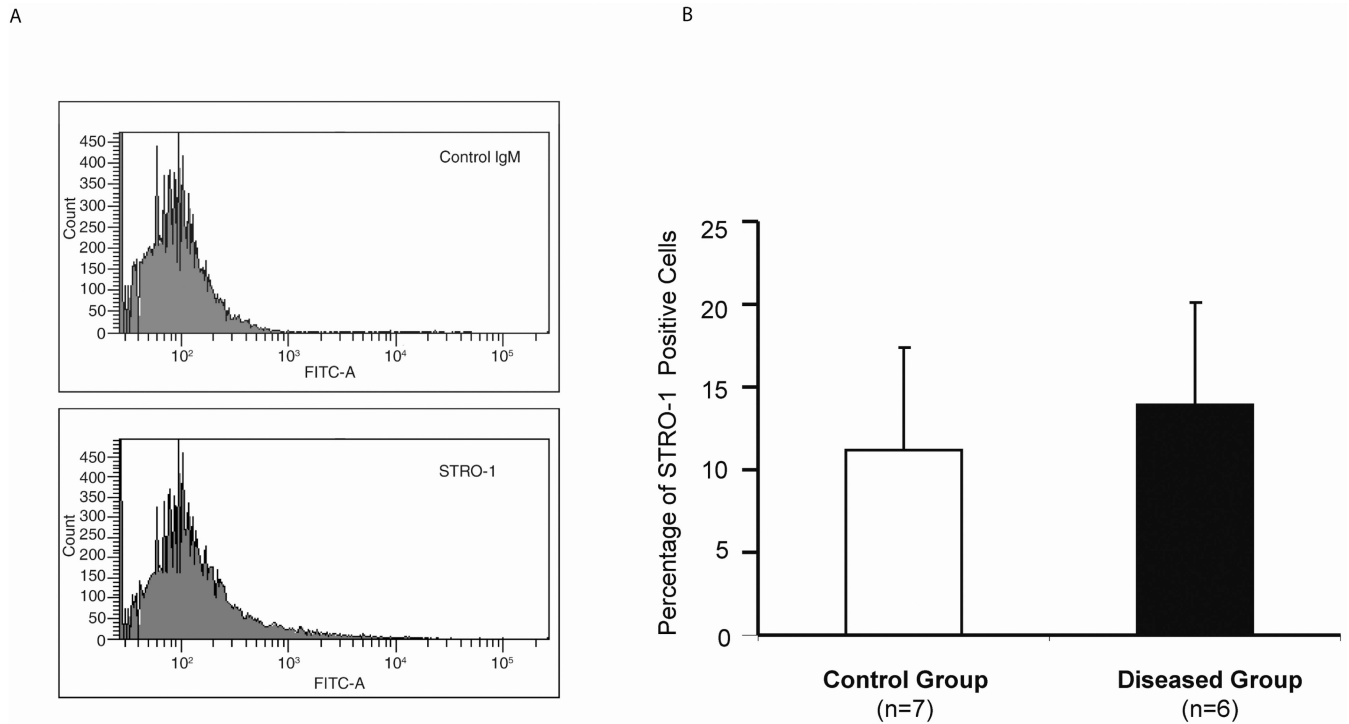 A
Control IgM
450
400
350
300
250
200
150
100
50
0
Count
10²
10³
10⁴
10⁵
FITC-A
STRO-1
450
400
350
300
250
200
150
100
50
0
Count
10²
10³
10⁴
10⁵
FITC-A
B
Percentage of STRO-1 Positive Cells
25
20
15
10
5
0
Control Group
(n=7)
Diseased Group
(n=6)